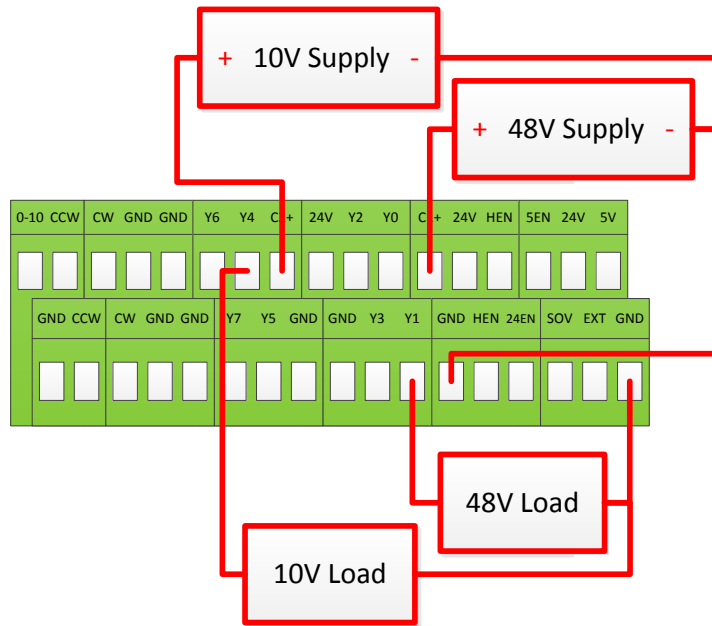 + 10V Supply -
+ 48V Supply -
0-10 CCW CW GND GND Y6 Y4 24V Y2 Y0 24V HEN 5EN 24V 5V
GND CCW CW GND GND Y7 Y5 GND GND Y3 Y1 GND HEN 24EN SOV EXT GND
48V Load
10V Load